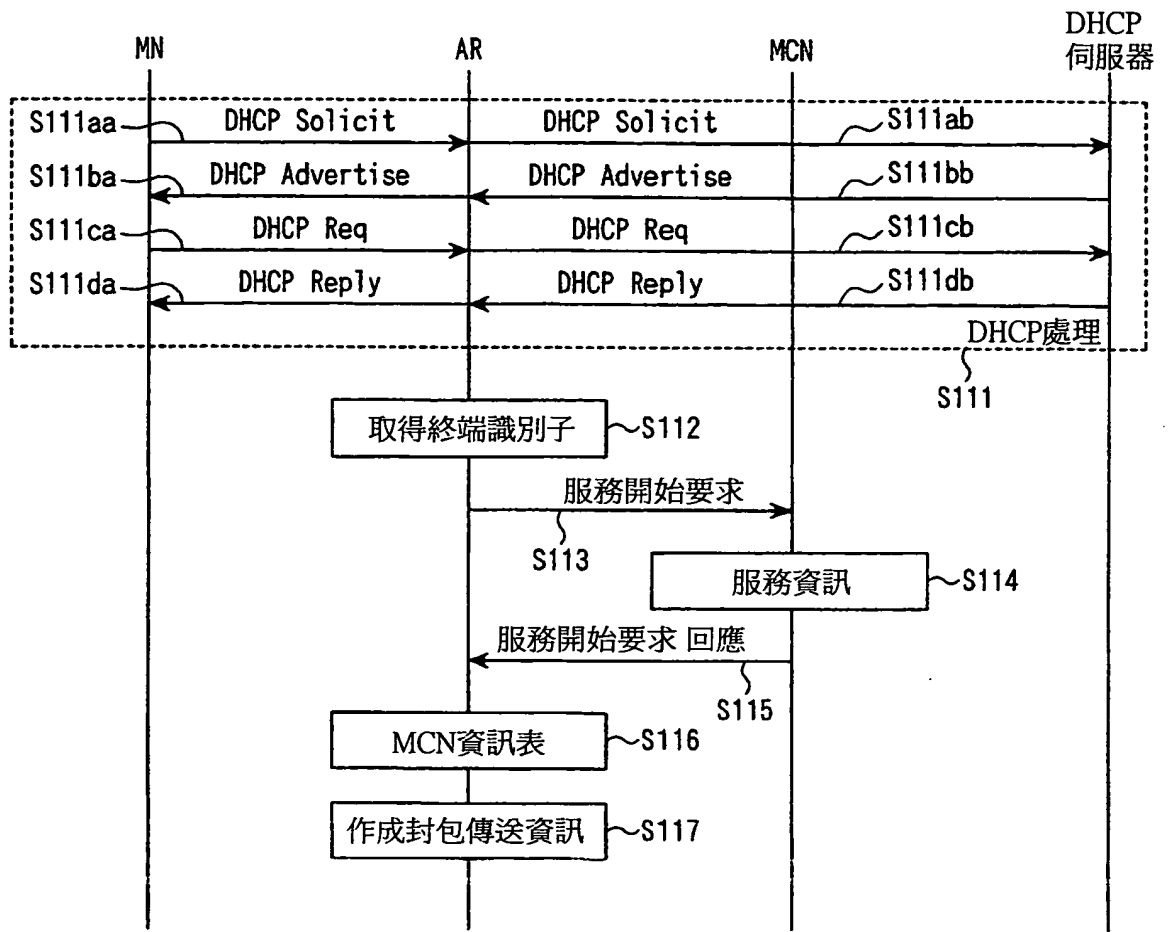 MN
AR
MCN
DHCP
伺服器
S111aa
DHCP Solicit
DHCP Solicit
S111ab
S111ba
DHCP Advertise
DHCP Advertise
S111bb
S111ca
DHCP Req
DHCP Req
S111cb
S111da
DHCP Reply
DHCP Reply
S111db
DHCP處理
S111
取得終端識別子
S112
服務開始要求
S113
服務資訊
S114
服務開始要求 回應
S115
MCN資訊表
S116
作成封包傳送資訊
S117